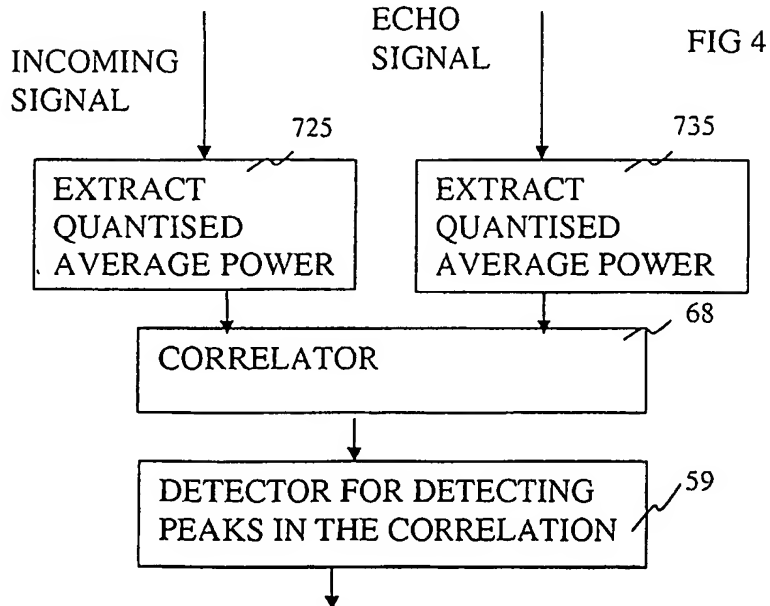 FIG 4
INCOMING
SIGNAL
ECHO
SIGNAL
725
735
EXTRACT
QUANTISED
AVERAGE POWER
EXTRACT
QUANTISED
AVERAGE POWER
68
CORRELATOR
59
DETECTOR FOR DETECTING
PEAKS IN THE CORRELATION